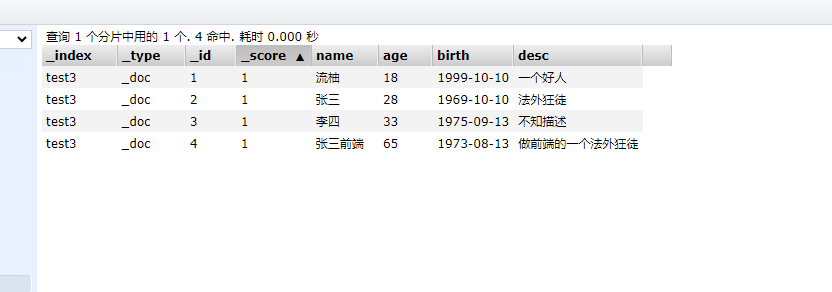 查询 1 个分片中用的 1 个. 4 命中. 耗时 0.000 秒
_index _type _id _score ▲ name age birth desc
test3 _doc 1 1 流柚 18 1999-10-10 一个好人
test3 _doc 2 1 张三 28 1969-10-10 法外狂徒
test3 _doc 3 1 李四 33 1975-09-13 不知描述
test3 _doc 4 1 张三前端 65 1973-08-13 做前端的一个法外狂徒